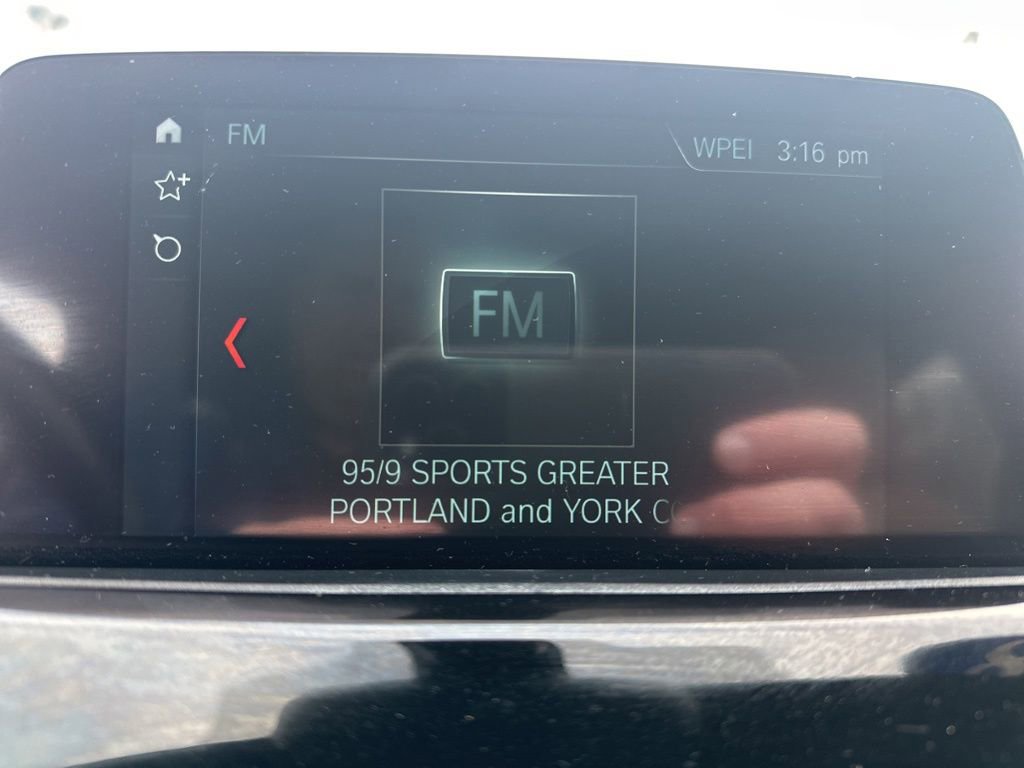 FM
WPEI 3:16 pm
FM
95/9 SPORTS GREATER
PORTLAND and YORK